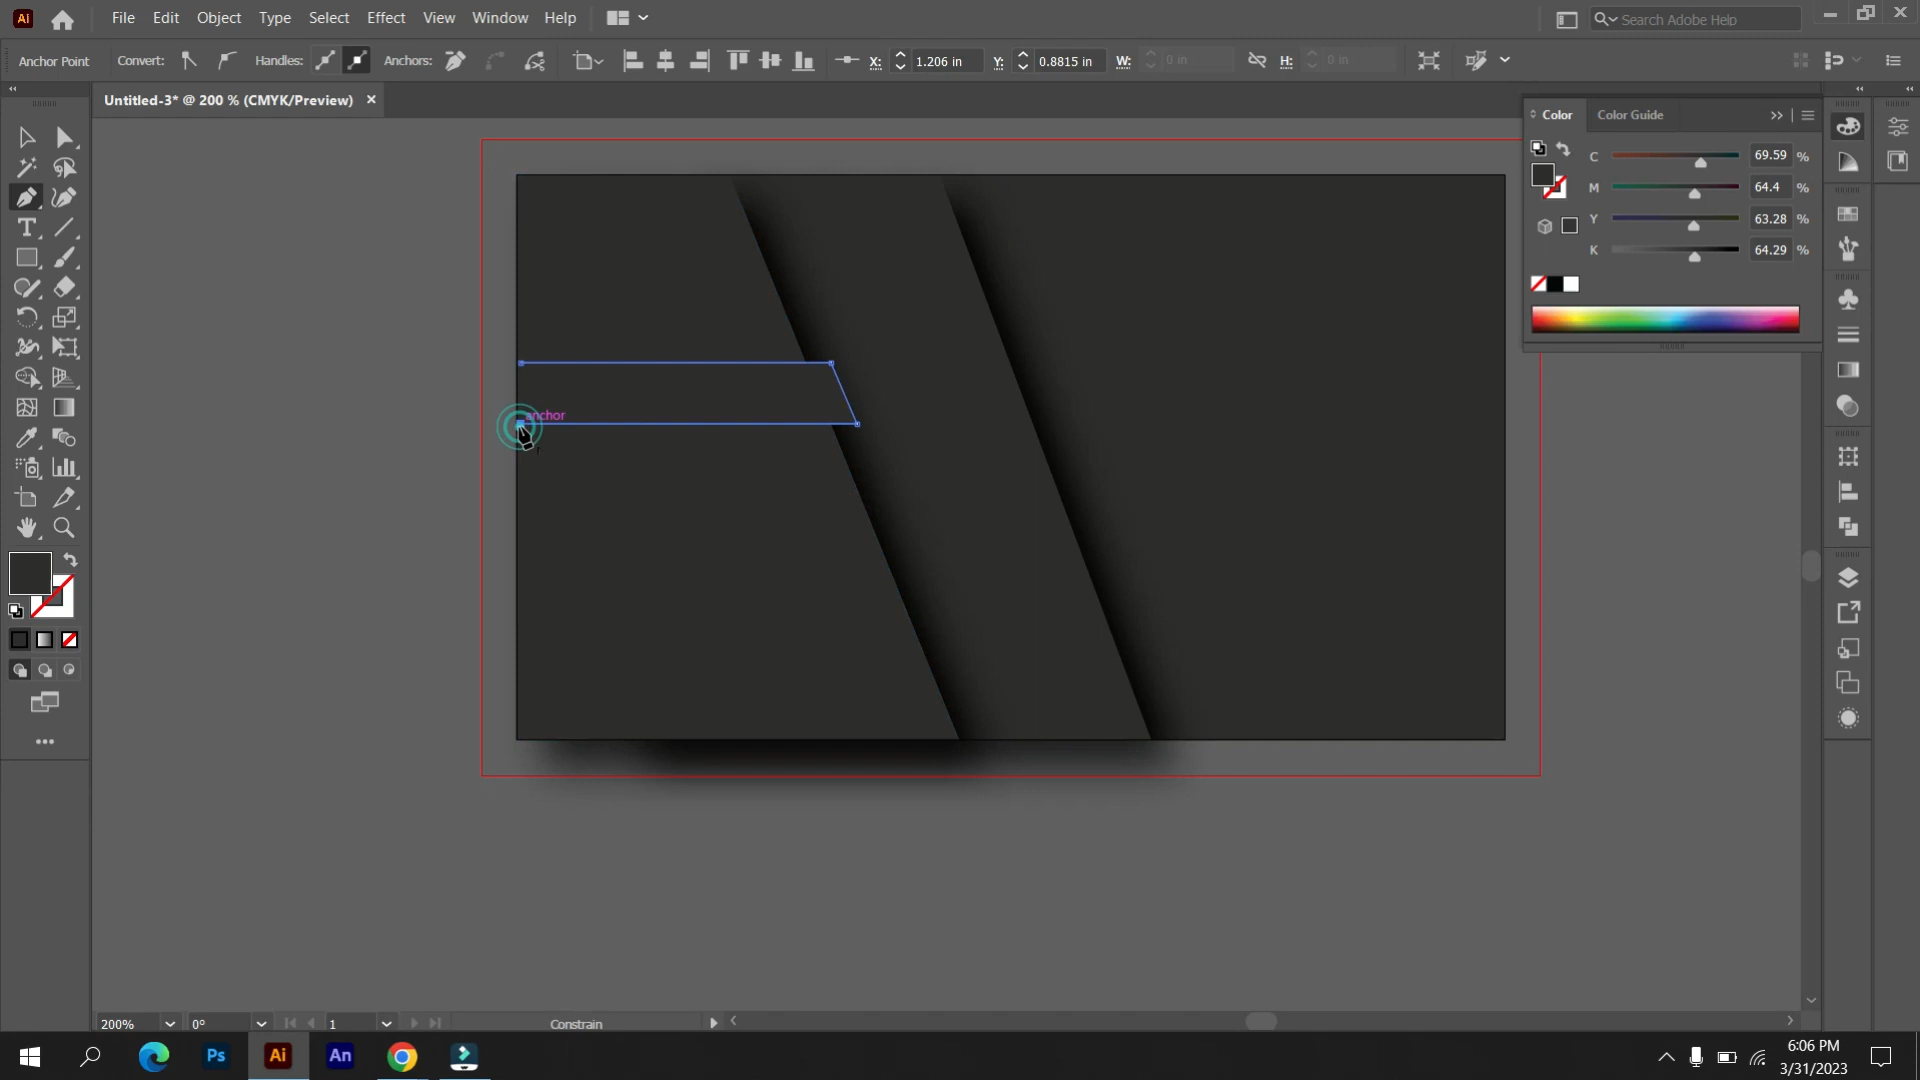 Ai File Edit Object Type Select Effect View Window Help Search Adobe Help
Anchor Point Convert: Handles: Anchors: X: 1.206 in Y: 0.8815 in W: 0 in H: 0 in
Untitled-3* @ 200 % (CMYK/Preview)
Color Color Guide
C 69.59 %
M 64.4 %
Y 63.28 %
K 64.29 %
anchor
200% 0° 1 Constrain
Ps Ai An
6:06 PM
3/31/2023